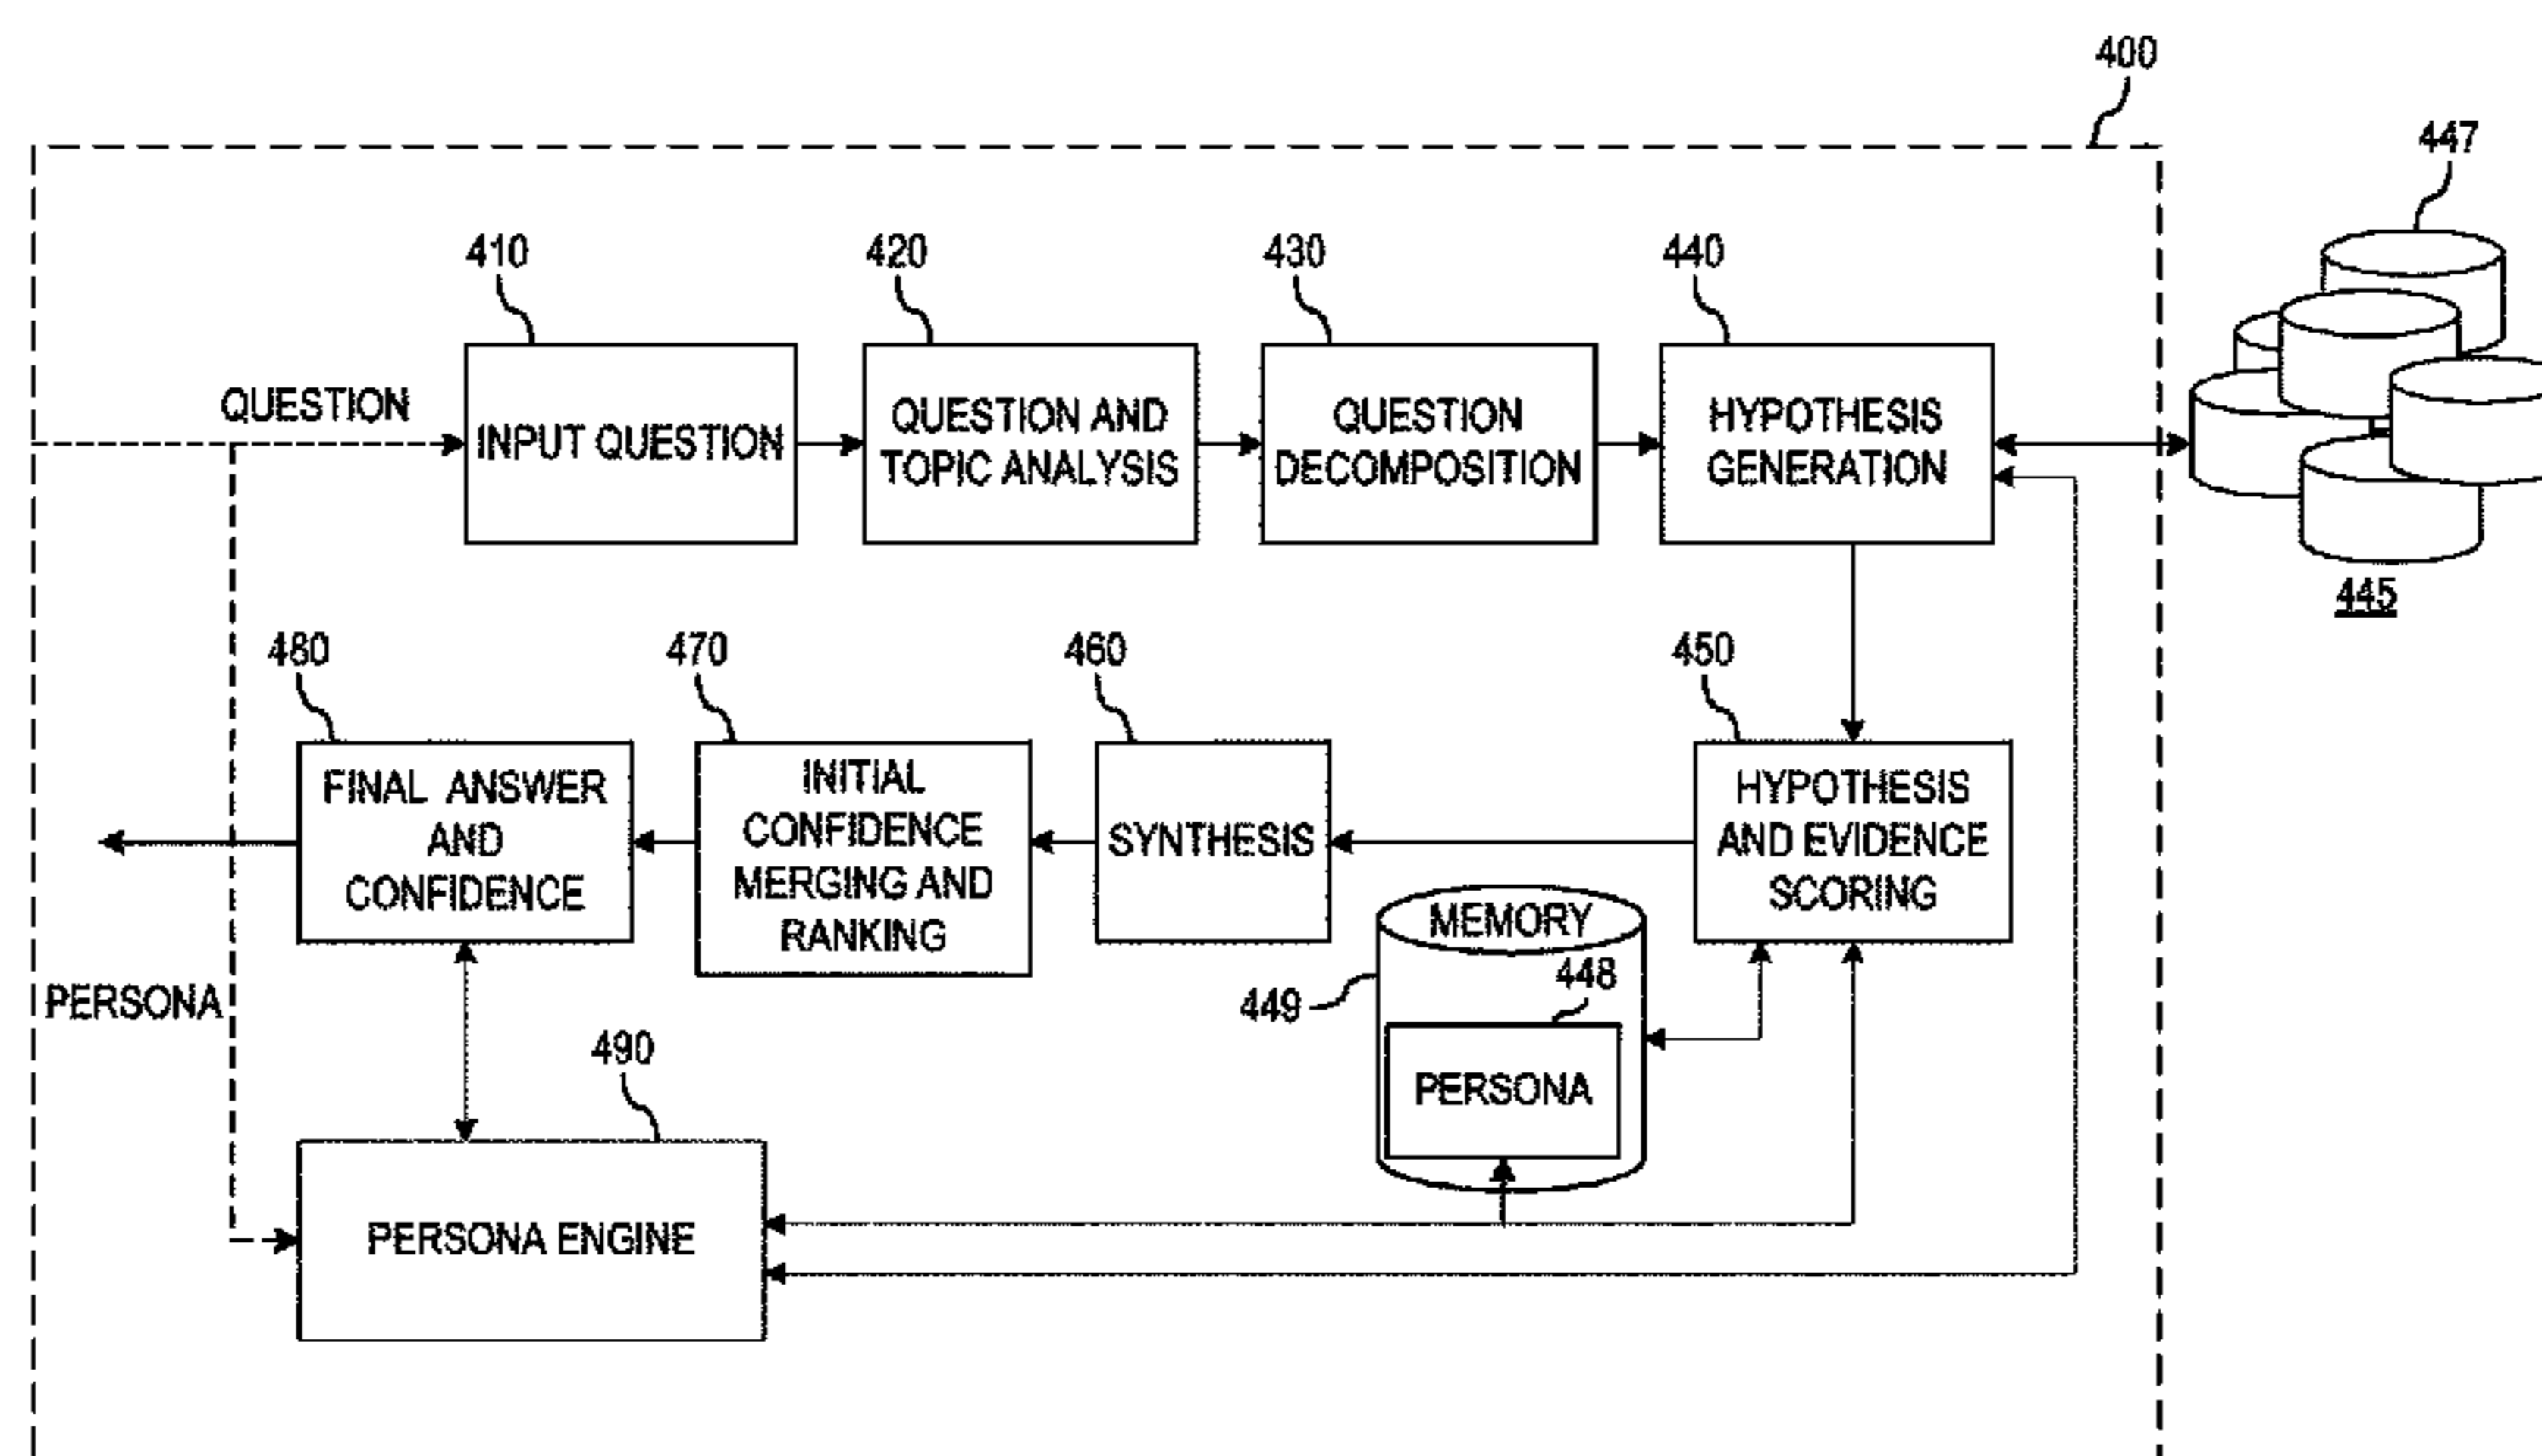 400
447
410
420
430
440
QUESTION
INPUT QUESTION
QUESTION AND
TOPIC ANALYSIS
QUESTION
DECOMPOSITION
HYPOTHESIS
GENERATION
445
480
470
460
450
FINAL ANSWER
AND
CONFIDENCE
INITIAL
CONFIDENCE
MERGING AND
RANKING
SYNTHESIS
HYPOTHESIS
AND EVIDENCE
SCORING
MEMORY
448
449
PERSONA
PERSONA
490
PERSONA ENGINE